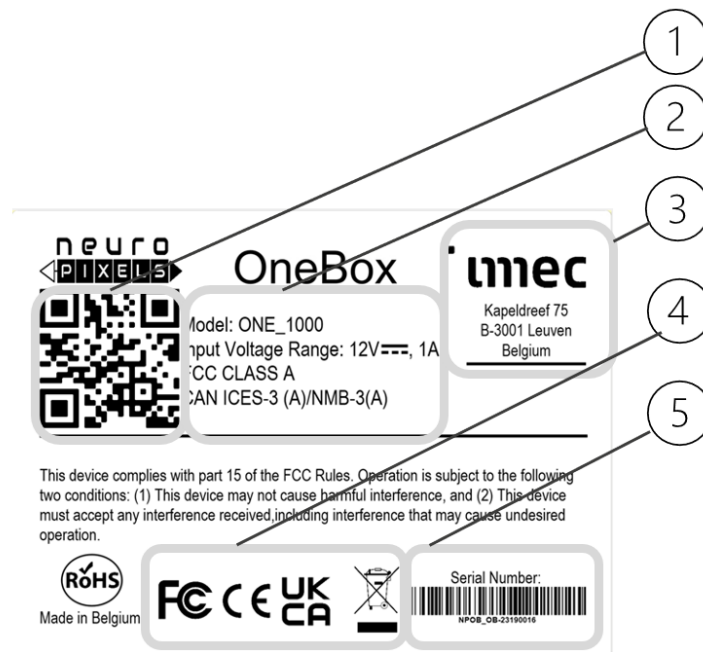 1
2
3
4
5
neuro
PIXELS
OneBox
imec
Kapeldreef 75
B-3001 Leuven
Belgium
Model: ONE_1000
Input Voltage Range: 12V⎓, 1A
FCC CLASS A
CAN ICES-3 (A)/NMB-3(A)
This device complies with part 15 of the FCC Rules. Operation is subject to the following
two conditions: (1) This device may not cause harmful interference, and (2) This device
must accept any interference received,including interference that may cause undesired
operation.
RoHS
Made in Belgium
FC CE UK
CA
Serial Number:
NPOB_OB-23190016